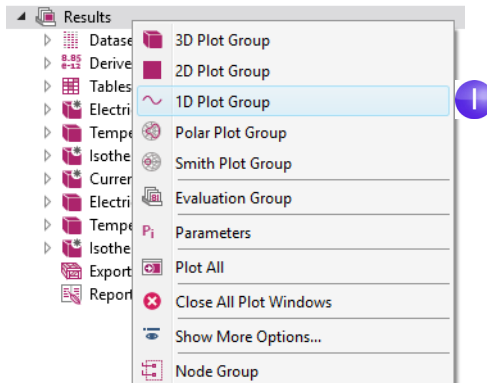 Results
Datase
8.85
e-12
Derive
Tables
Electri
Tempe
Isothe
Curren
Electri
Tempe
Isothe
Export
Report
3D Plot Group
2D Plot Group
1D Plot Group
1
Polar Plot Group
Smith Plot Group
Evaluation Group
Pi Parameters
Plot All
Close All Plot Windows
Show More Options...
Node Group